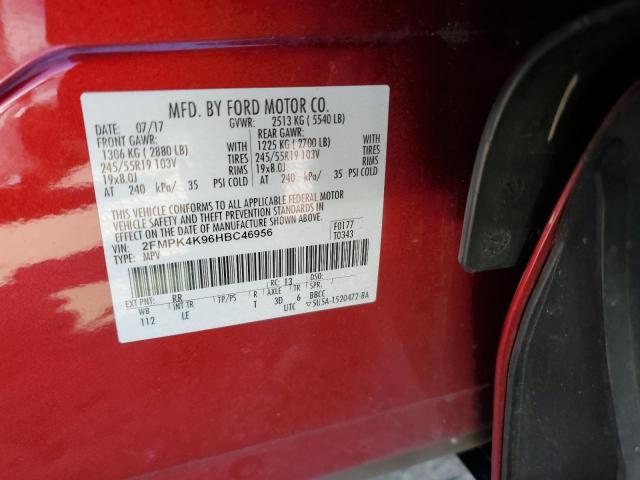 MFD. BY FORD MOTOR CO.
DATE: 07/17 GVWR: 2513 KG ( 5540 LB)
FRONT GAWR: REAR GAWR:
1306 KG ( 2880 LB) 1225 KG ( 2700 LB)
245/55R19 103V TIRES 245/55R19 103V TIRES
19x8.0J RIMS 19x8.0J RIMS
AT 240 kPa/ 35 PSI COLD AT 240 kPa/ 35 PSI COLD
THIS VEHICLE CONFORMS TO ALL APPLICABLE FEDERAL MOTOR
VEHICLE SAFETY AND THEFT PREVENTION STANDARDS IN
EFFECT ON THE DATE OF MANUFACTURE SHOWN ABOVE.
VIN: 2FMPK4K96HBC46956 F0177
TYPE: MPV T0343
RC: 13 DSO:
EXT PNT: RR
WB INT TR TP/PS R AXLE TR SPR.
112 LE T 3D 6 BBCC
UTC ▽5U5A-1520472-BA